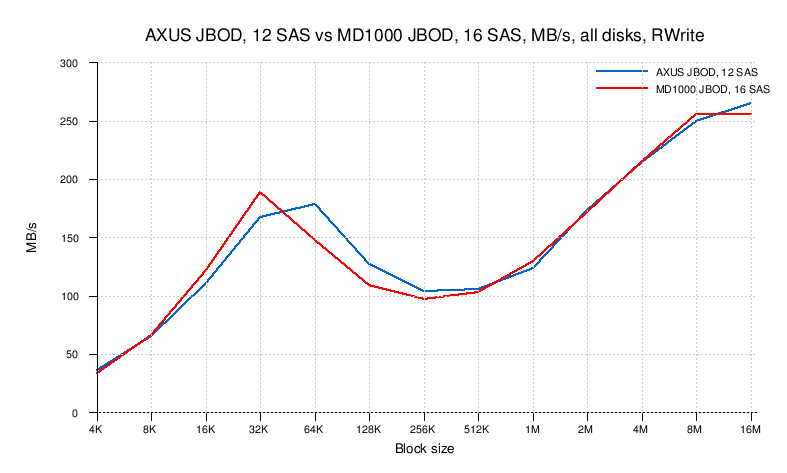 AXUS JBOD, 12 SAS vs MD1000 JBOD, 16 SAS, MB/s, all disks, RWrite
AXUS JBOD, 12 SAS
MD1000 JBOD, 16 SAS
MB/s
300
250
200
150
100
50
0
4K 8K 16K 32K 64K 128K 256K 512K 1M 2M 4M 8M 16M
Block size